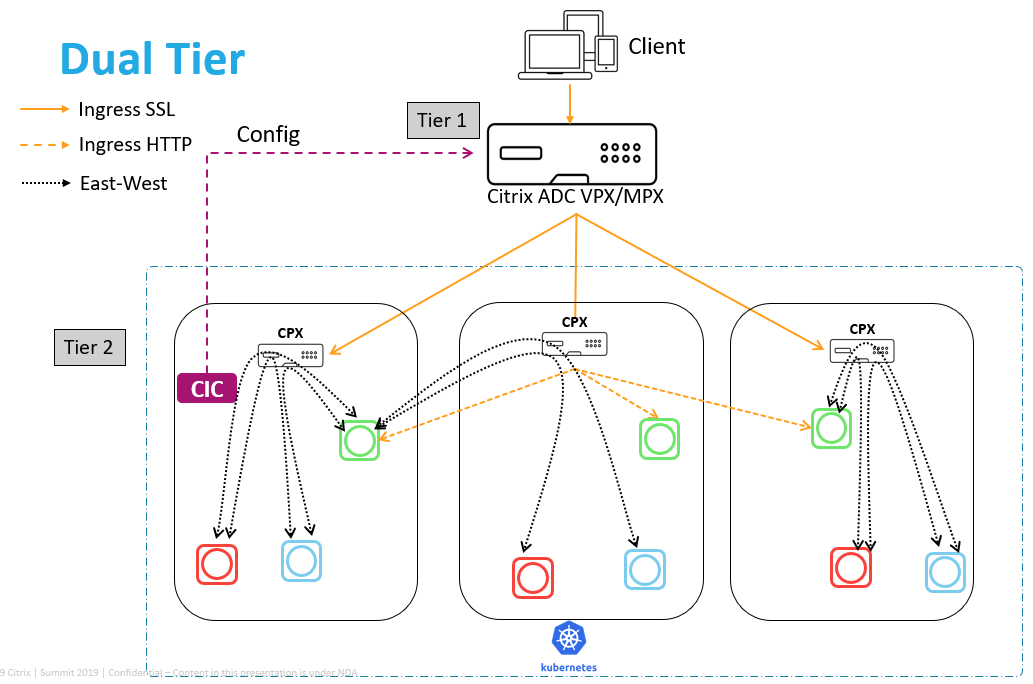 Dual Tier
Ingress SSL
Ingress HTTP
East-West
Config
Tier 1
Client
Citrix ADC VPX/MPX
Tier 2
CPX
CPX
CPX
CIC
kubernetes
9 Citrix | Summit 2019 | Confidential – Content in this presentation is under NDA